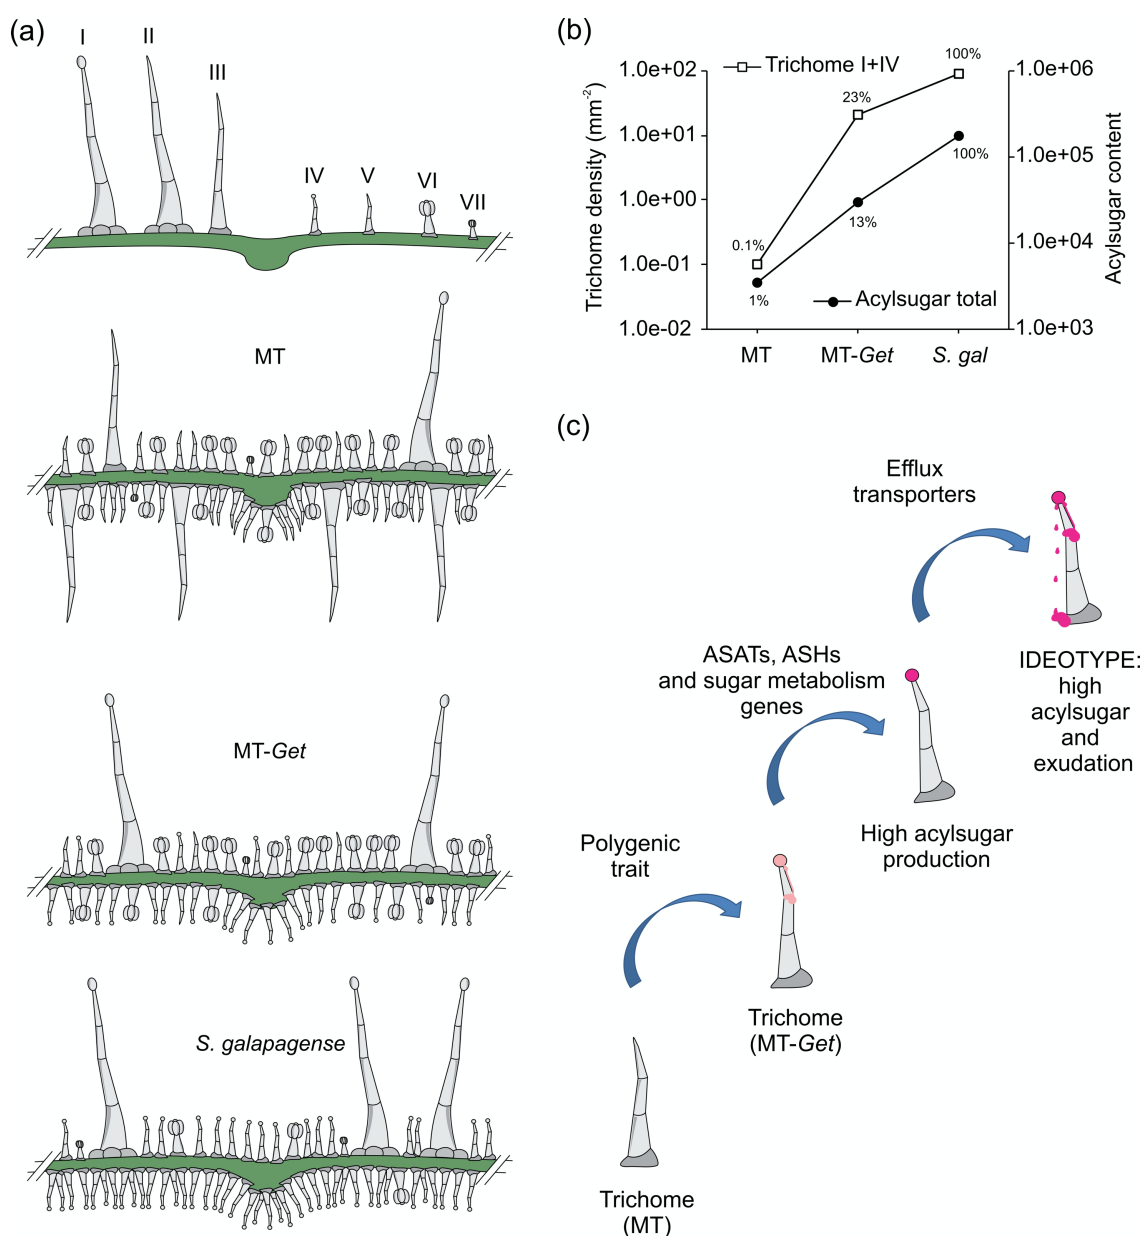 (a)
I
II
III
IV
V
VI
VII
MT
MT-Get
S. galapagense
(b)
Trichome density (mm-2)
1.0e+02
1.0e+01
1.0e+00
1.0e-01
1.0e-02
Trichome I+IV
100%
23%
0.1%
100%
13%
1%
Acylsugar total
1.0e+06
1.0e+05
1.0e+04
1.0e+03
Acylsugar content
MT
MT-Get
S. gal
(c)
Efflux
transporters
IDEOTYPE:
high
acylsugar
and
exudation
ASATs, ASHs
and sugar metabolism
genes
High acylsugar
production
Polygenic
trait
Trichome
(MT-Get)
Trichome
(MT)